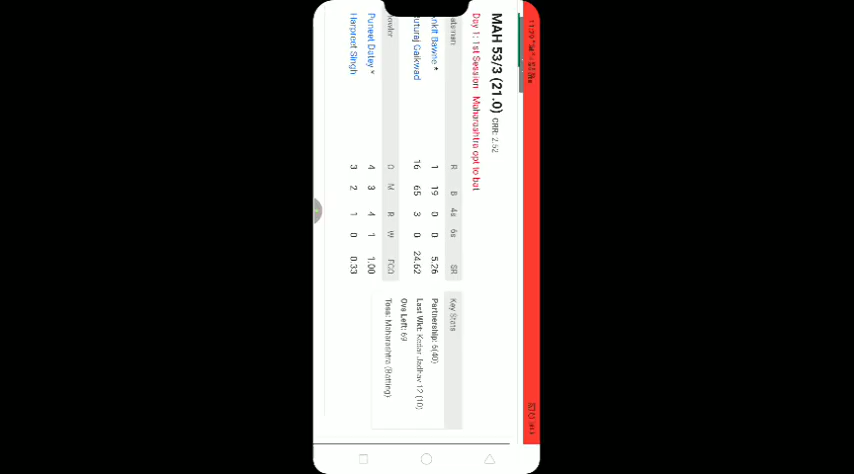 MAH 53/3 (21.0) CRR: 2.52
Day 1: 1st Session Maharashtra opt to bat
R B 4s 6s SR
Ankit Bawne * 1 19 0 0 5.26
Ruturaj Gaikwad 16 65 3 0 24.62
O M R W ECO
Puneet Datey * 4 3 4 1 1.00
Harpreet Singh 3 2 1 0 0.33
Key Stats
Partnership: 6(40)
Last Wkt: Kedar Jadhav 12 (10)
Ovs Left: 69
Toss: Maharashtra (Batting)